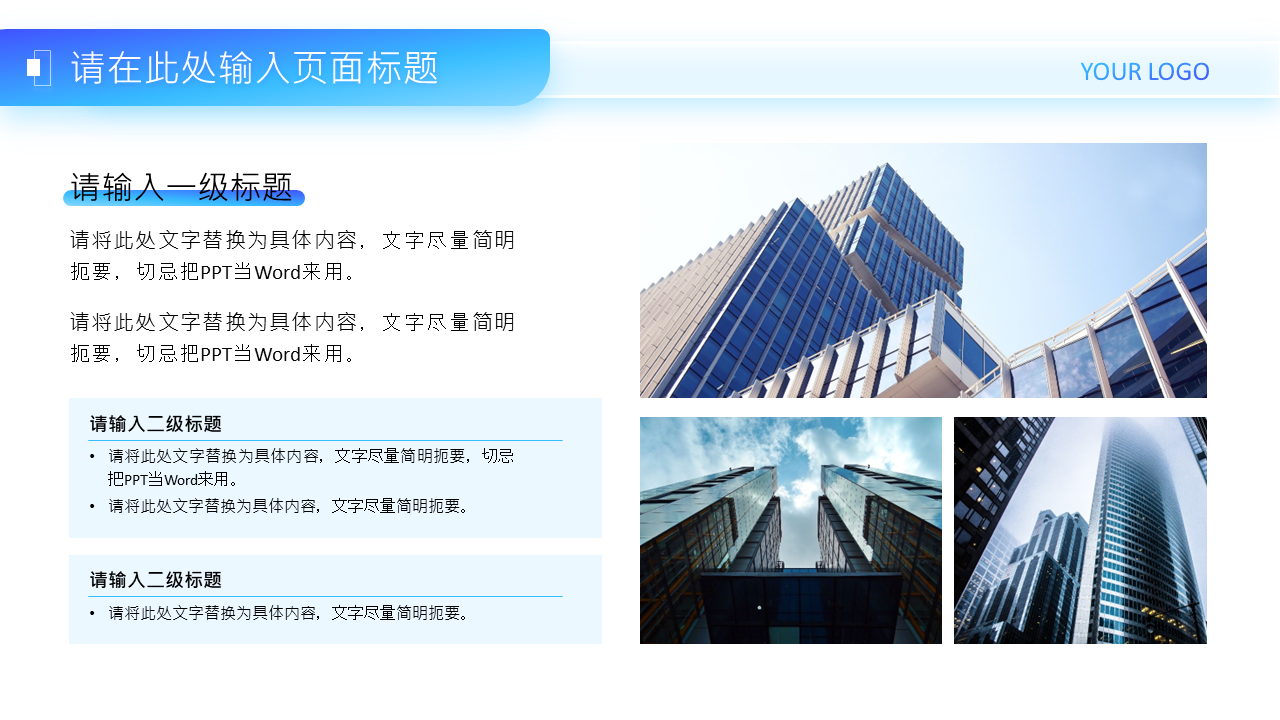 请在此处输入页面标题
YOUR LOGO
请输入一级标题
请将此处文字替换为具体内容，文字尽量简明
扼要，切忌把PPT当Word来用。
请将此处文字替换为具体内容，文字尽量简明
扼要，切忌把PPT当Word来用。
请输入二级标题
• 请将此处文字替换为具体内容，文字尽量简明扼要，切忌
把PPT当Word来用。
• 请将此处文字替换为具体内容，文字尽量简明扼要。
请输入二级标题
• 请将此处文字替换为具体内容，文字尽量简明扼要。